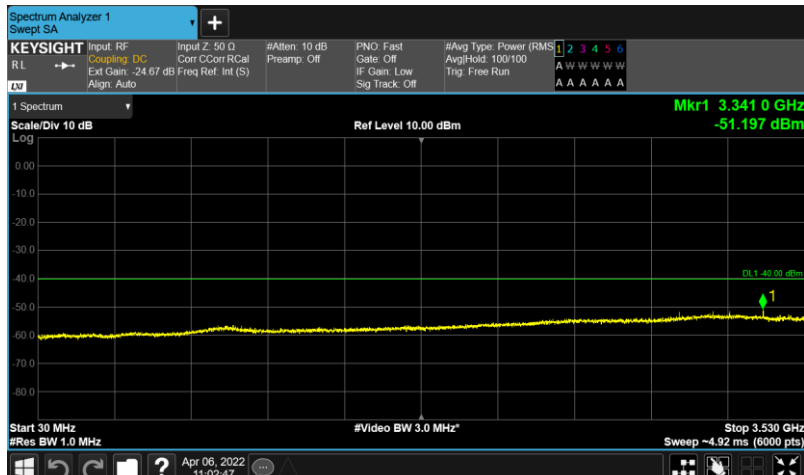 Spectrum Analyzer 1
Swept SA
+
KEYSIGHT
RL
LXI
Input: RF
Coupling: DC
Ext Gain: -24.67 dB
Align: Auto
Input Z: 50 Ω
Corr CCorr RCal
Freq Ref: Int (S)
#Atten: 10 dB
Preamp: Off
PNO: Fast
Gate: Off
IF Gain: Low
Sig Track: Off
#Avg Type: Power (RMS
Avg|Hold: 100/100
Trig: Free Run
1 2 3 4 5 6
A W W W W W
A A A A A A
1 Spectrum
Mkr1 3.341 0 GHz
-51.197 dBm
Scale/Div 10 dB
Ref Level 10.00 dBm
Log
0.00
-10.0
-20.0
-30.0
-40.0
DL1 -40.00 dBm
1
-50.0
-60.0
-70.0
-80.0
Start 30 MHz
#Video BW 3.0 MHz*
Stop 3.530 GHz
#Res BW 1.0 MHz
Sweep ~4.92 ms (6000 pts)
?
Apr 06, 2022
11:02:47